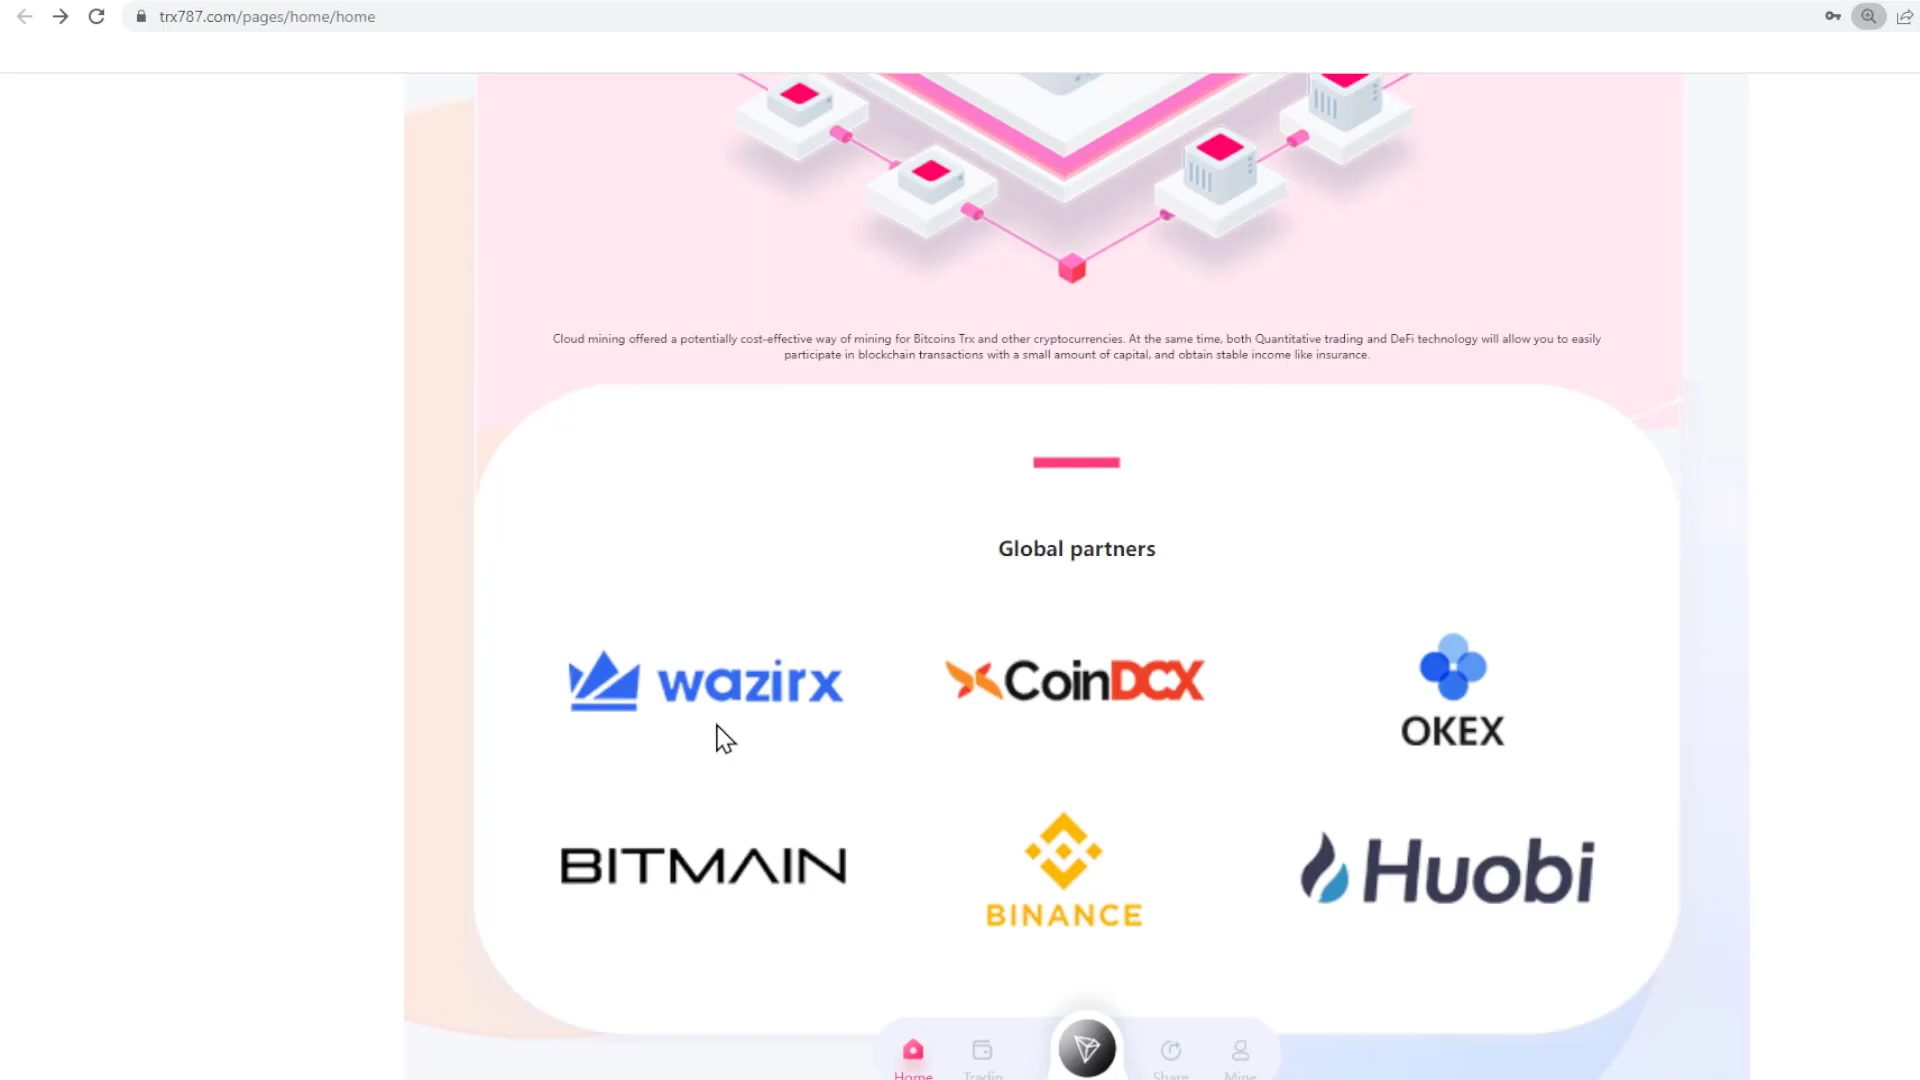 trx787.com/pages/home/home
Cloud mining offered a potentially cost-effective way of mining for Bitcoins Trx and other cryptocurrencies. At the same time, both Quantitative trading and DeFi technology will allow you to easily
participate in blockchain transactions with a small amount of capital, and obtain stable income like insurance.
Global partners
wazirx
CoinDCX
OKEX
BITMAIN
BINANCE
Huobi
Home
Tradin
Share
Mine